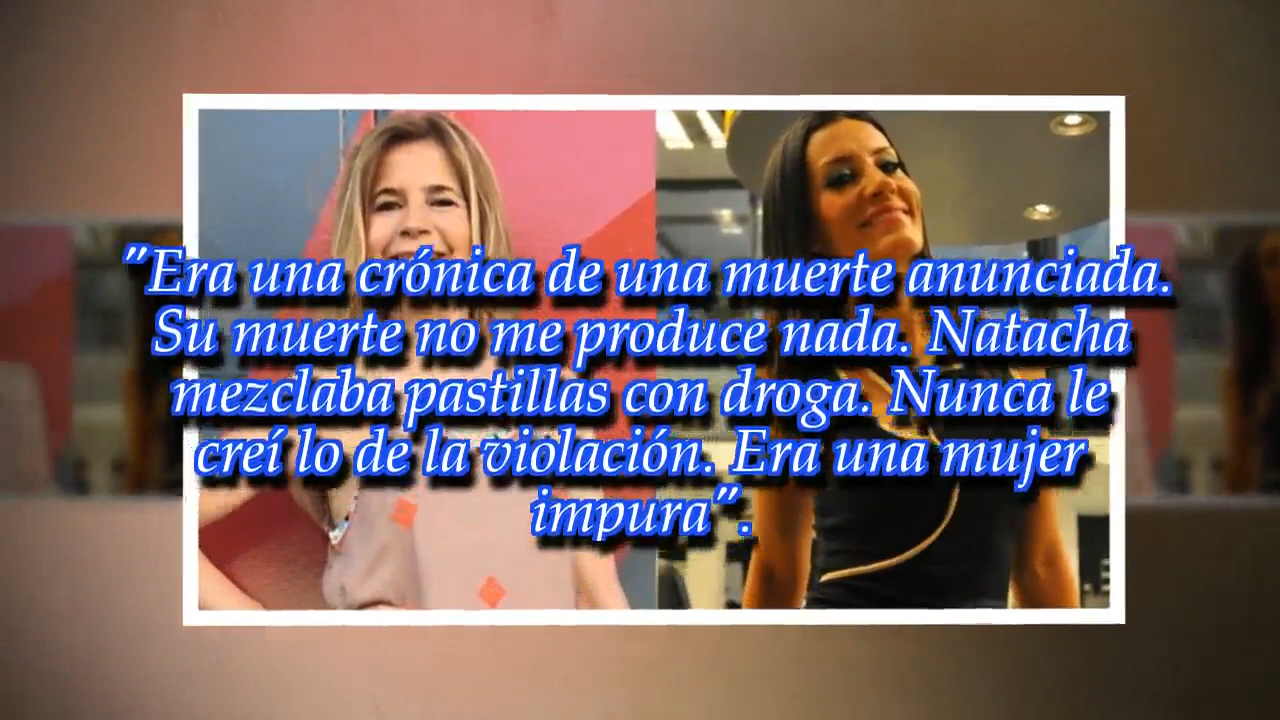 "Era una crónica de una muerte anunciada.
Su muerte no me produce nada. Natacha
mezclaba pastillas con droga. Nunca le
creí lo de la violación. Era una mujer
impura".